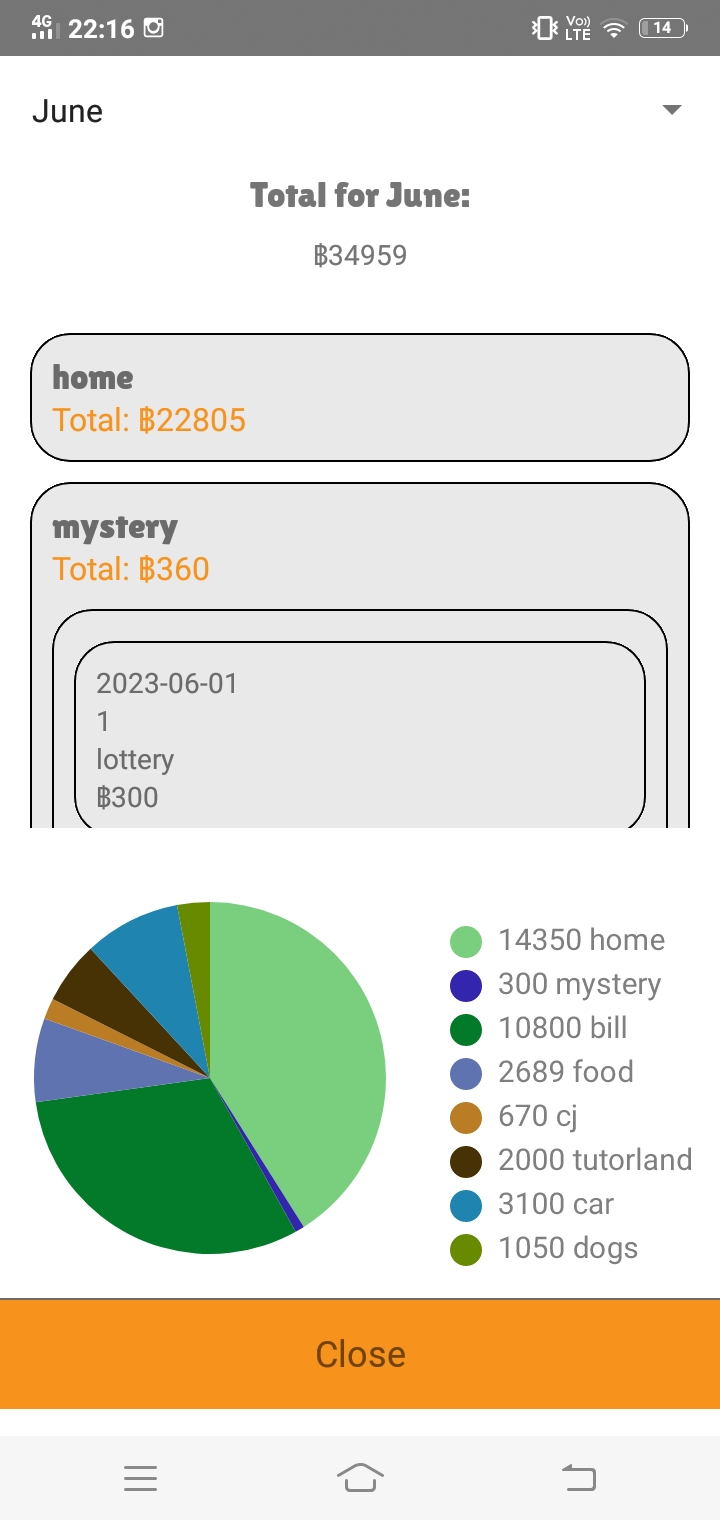 4G 22:16 Vo)) LTE 14
June
Total for June:
฿34959
home
Total: ฿22805
mystery
Total: ฿360
2023-06-01
1
lottery
฿300
14350 home
300 mystery
10800 bill
2689 food
670 cj
2000 tutorland
3100 car
1050 dogs
Close